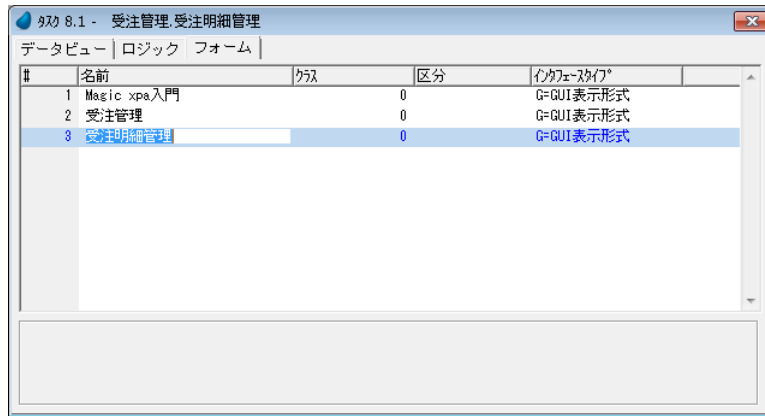 ﾀｽｸ 8.1 - 受注管理.受注明細管理
データビュー ロジック フォーム
# 名前 ｸﾗｽ 区分 ｲﾝﾀﾌｪｰｽﾀｲﾌﾟ
1 Magic xpa入門 0 G=GUI表示形式
2 受注管理 0 G=GUI表示形式
3 受注明細管理 0 G=GUI表示形式